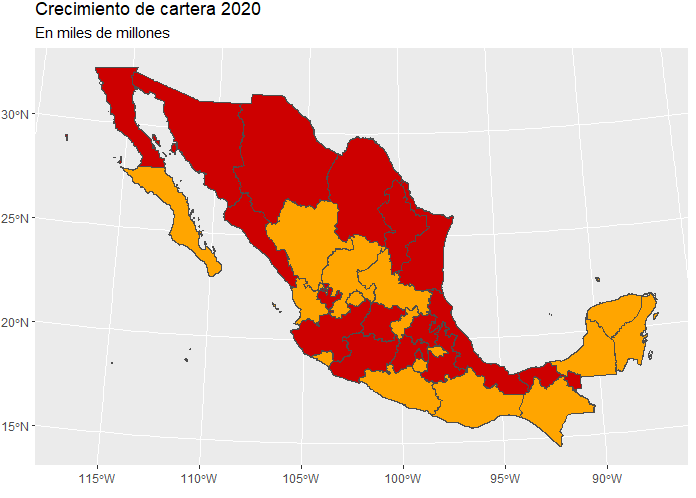 Crecimiento de cartera 2020
En miles de millones
30°N
25°N
20°N
15°N
115°W
110°W
105°W
100°W
95°W
90°W